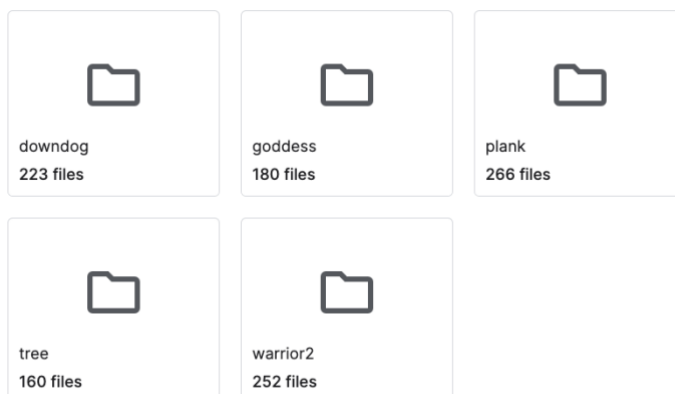 downdog
223 files
goddess
180 files
plank
266 files
tree
160 files
warrior2
252 files